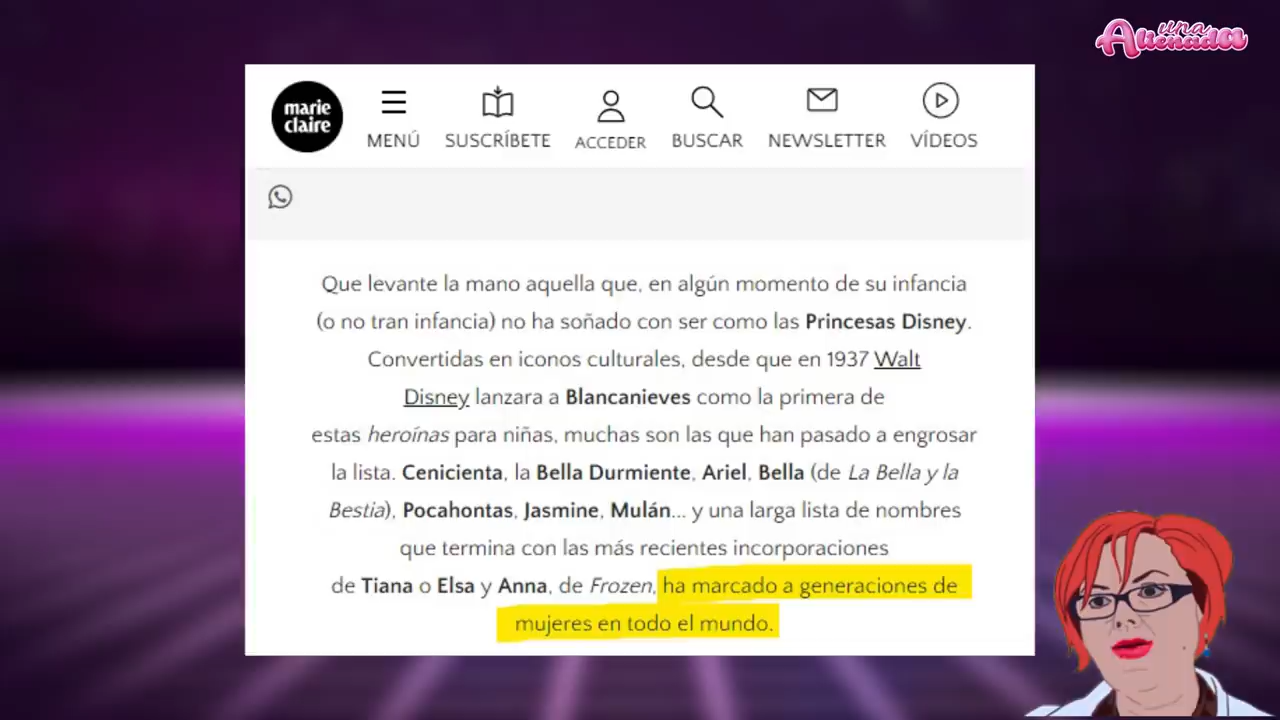 una
Alienada
marie
claire
MENÚ
SUSCRÍBETE
ACCEDER
BUSCAR
NEWSLETTER
VÍDEOS
Que levante la mano aquella que, en algún momento de su infancia
(o no tran infancia) no ha soñado con ser como las Princesas Disney.
Convertidas en iconos culturales, desde que en 1937 Walt
Disney lanzara a Blancanieves como la primera de
estas heroínas para niñas, muchas son las que han pasado a engrosar
la lista. Cenicienta, la Bella Durmiente, Ariel, Bella (de La Bella y la
Bestia), Pocahontas, Jasmine, Mulán... y una larga lista de nombres
que termina con las más recientes incorporaciones
de Tiana o Elsa y Anna, de Frozen, ha marcado a generaciones de
mujeres en todo el mundo.